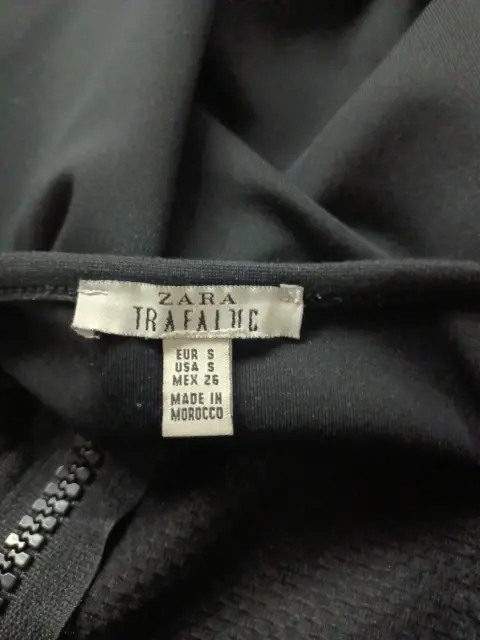 ZARA
TRAFALUC
EUR S
USA S
MEX 26
MADE IN
MOROCCO